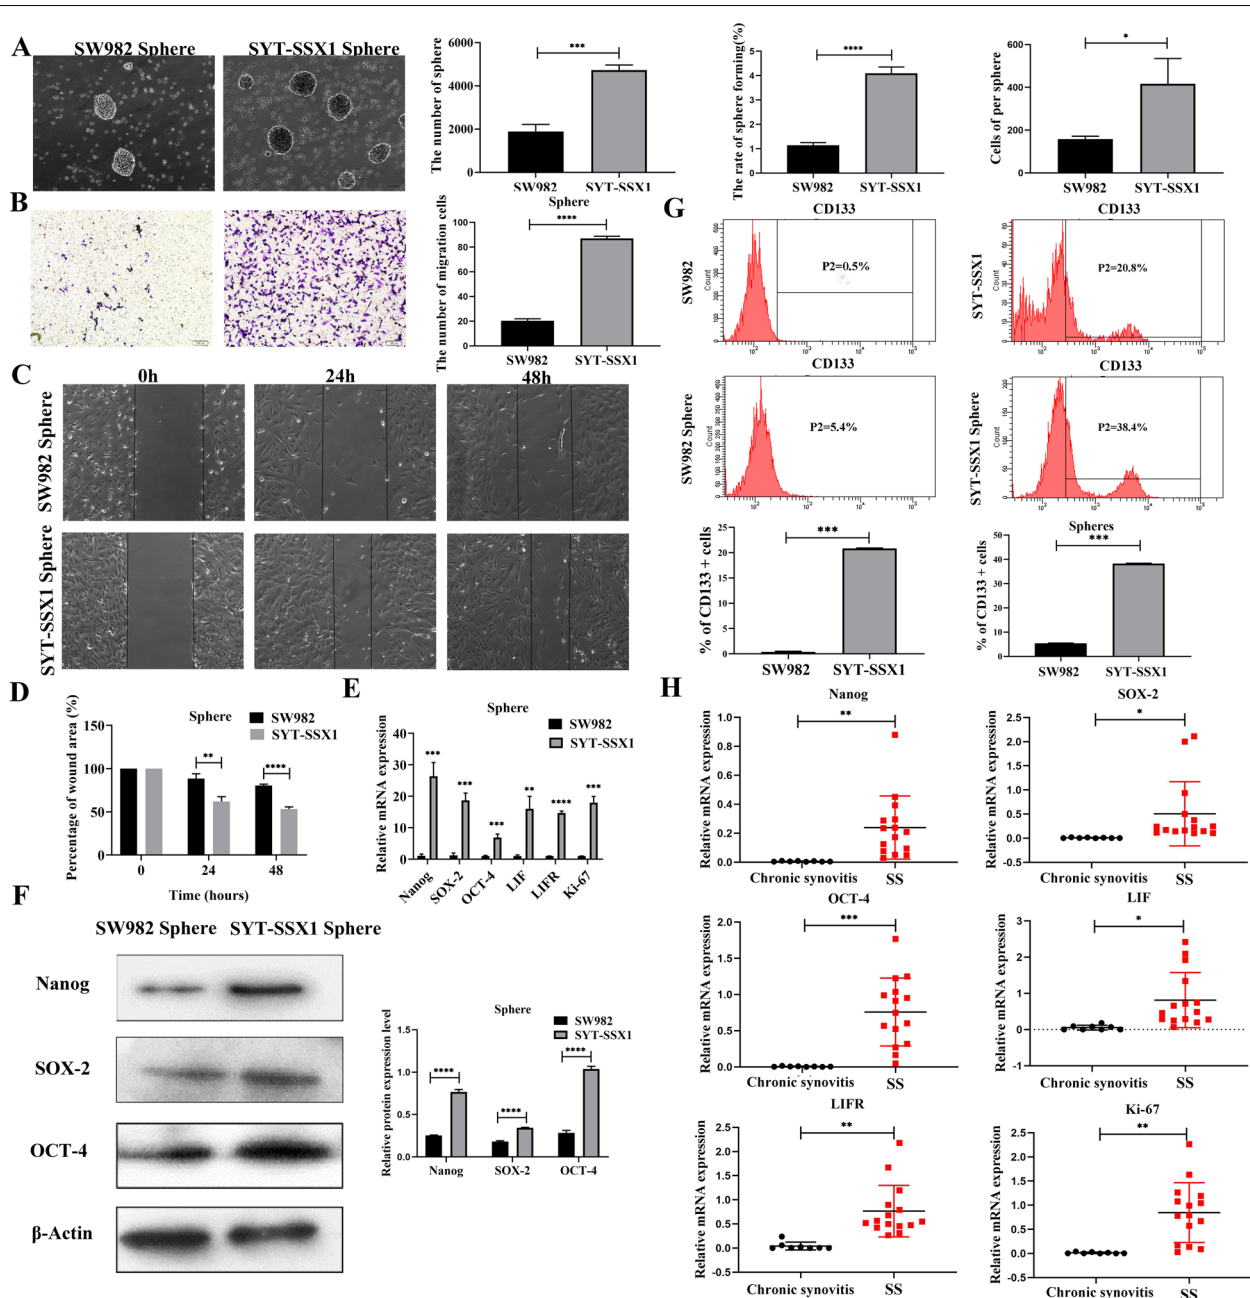 A
SW982 Sphere
SYT-SSX1 Sphere
The number of sphere
6000
4000
2000
0
***
SW982
SYT-SSX1
Sphere
The rate of sphere forming(%)
6
5
4
3
2
1
0
****
SW982
SYT-SSX1
Cells of per sphere
600
400
200
0
*
SW982
SYT-SSX1
B
The number of migration cells
100
80
60
40
20
0
****
SW982
SYT-SSX1
C
0h
24h
48h
SW982 Sphere
SYT-SSX1 Sphere
D
Percentage of wound area (%)
150
100
50
0
Sphere
SW982
SYT-SSX1
**
****
0
24
48
Time (hours)
E
Relative mRNA expression
40
30
20
10
0
Sphere
SW982
SYT-SSX1
***
***
***
**
****
***
Nanog
SOX-2
OCT-4
LIF
LIFR
Ki-67
F
SW982 Sphere
SYT-SSX1 Sphere
Nanog
SOX-2
OCT-4
β-Actin
Relative protein expression level
1.5
1.0
0.5
0.0
Sphere
SW982
SYT-SSX1
****
****
****
Nanog
SOX-2
OCT-4
G
CD133
SW982
Count
P2=0.5%
CD133
SYT-SSX1
Count
P2=20.8%
CD133
SW982 Sphere
Count
P2=5.4%
CD133
SYT-SSX1 Sphere
Count
P2=38.4%
% of CD133 + cells
25
20
15
10
5
0
***
SW982
SYT-SSX1
Spheres
% of CD133 + cells
50
40
30
20
10
0
***
SW982
SYT-SSX1
H
Nanog
Relative mRNA expression
1.0
0.8
0.6
0.4
0.2
0.0
**
Chronic synovitis
SS
SOX-2
Relative mRNA expression
2.5
2.0
1.5
1.0
0.5
0.0
-0.5
*
Chronic synovitis
SS
OCT-4
Relative mRNA expression
2.0
1.5
1.0
0.5
0.0
***
Chronic synovitis
SS
LIF
Relative mRNA expression
3
2
1
0
-1
*
Chronic synovitis
SS
LIFR
Relative mRNA expression
2.5
2.0
1.5
1.0
0.5
0.0
-0.5
**
Chronic synovitis
SS
Ki-67
Relative mRNA expression
2.5
2.0
1.5
1.0
0.5
0.0
-0.5
**
Chronic synovitis
SS